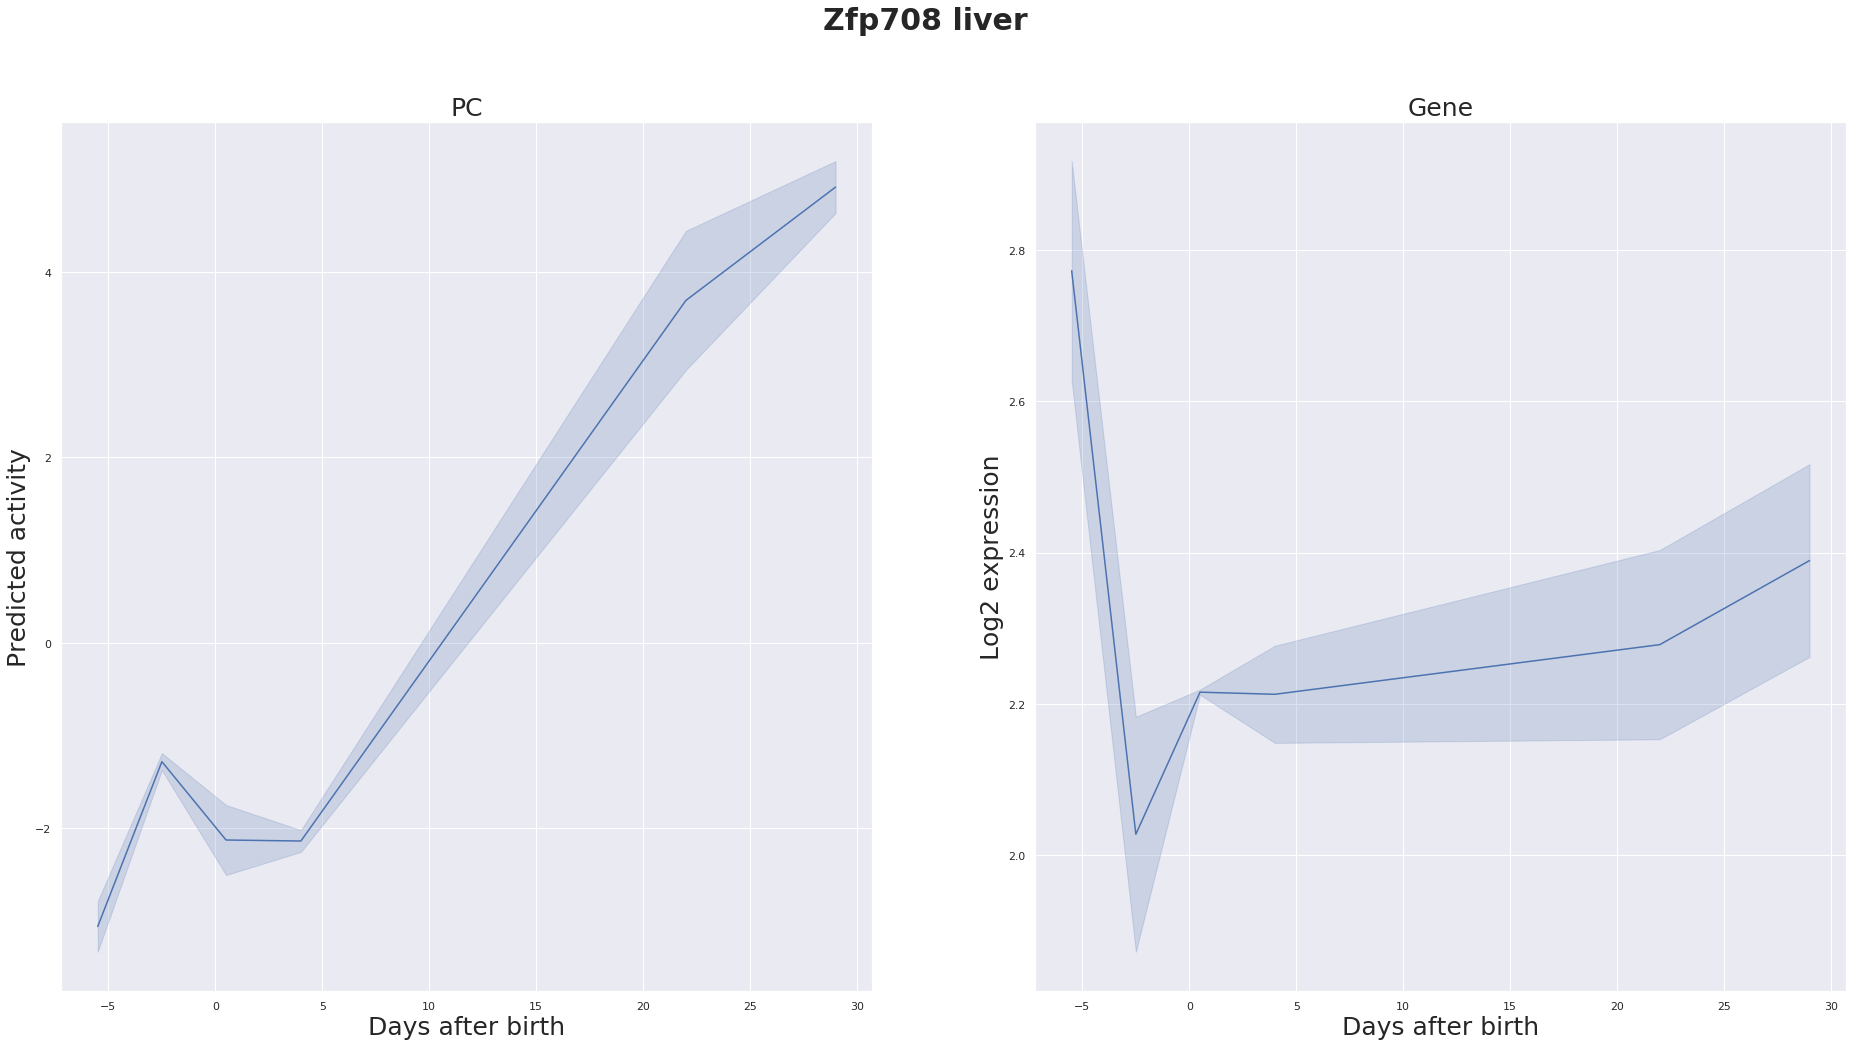 Zfp708 liver
PC
Predicted activity
4
2
0
−2
−5 0 5 10 15 20 25 30
Days after birth
Gene
Log2 expression
2.8
2.6
2.4
2.2
2.0
−5 0 5 10 15 20 25 30
Days after birth